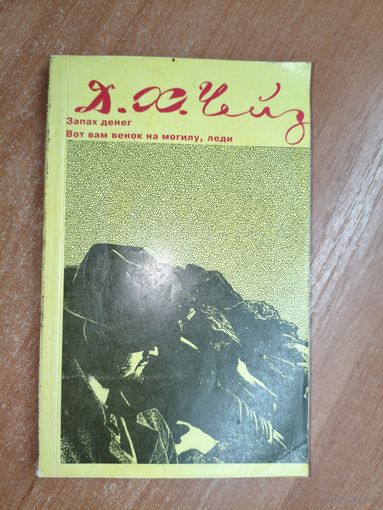 Д. Х. Чейз
Запах денег
Вот вам венок на могилу, леди